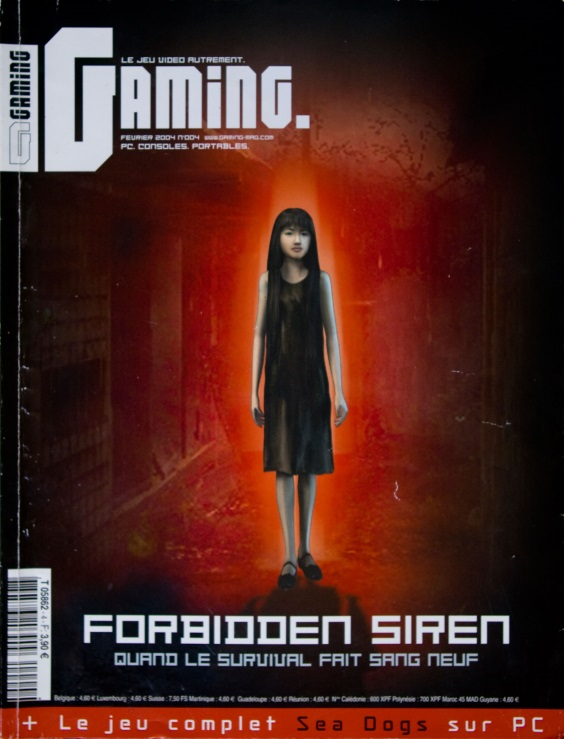 GAMING
LE JEU VIDEO AUTREMENT.
GAMING.
FEVRIER 2004 N°004 www.GAMING-MAG.COM
PC. CONSOLES. PORTABLES.
T 05862 - 4 - F: 3,90 €
FORBIDDEN SIREN
QUAND LE SURVIVAL FAIT SANG NEUF
Belgique : 4,60 € Luxembourg : 4,60 € Suisse : 7,50 FS Martinique : 4,60 € Guadeloupe : 4,60 € Réunion : 4,60 € Nlle Calédonie : 600 XPF Polynésie : 700 XPF Maroc 45 MAD Guyane : 4,60 €
+ Le jeu complet Sea Dogs sur PC